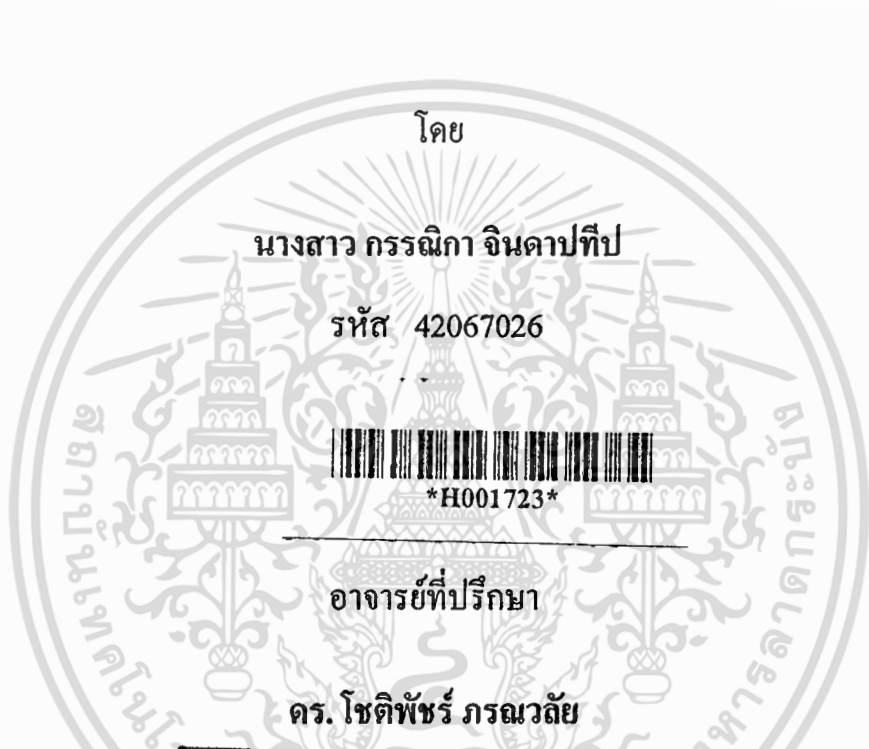 โดย
นางสาว กรรณิกา จินดาปทีป
รหัส 42067026
*H001723*
อาจารย์ที่ปรึกษา
ดร. โชติพัชร์ ภรณวลัย